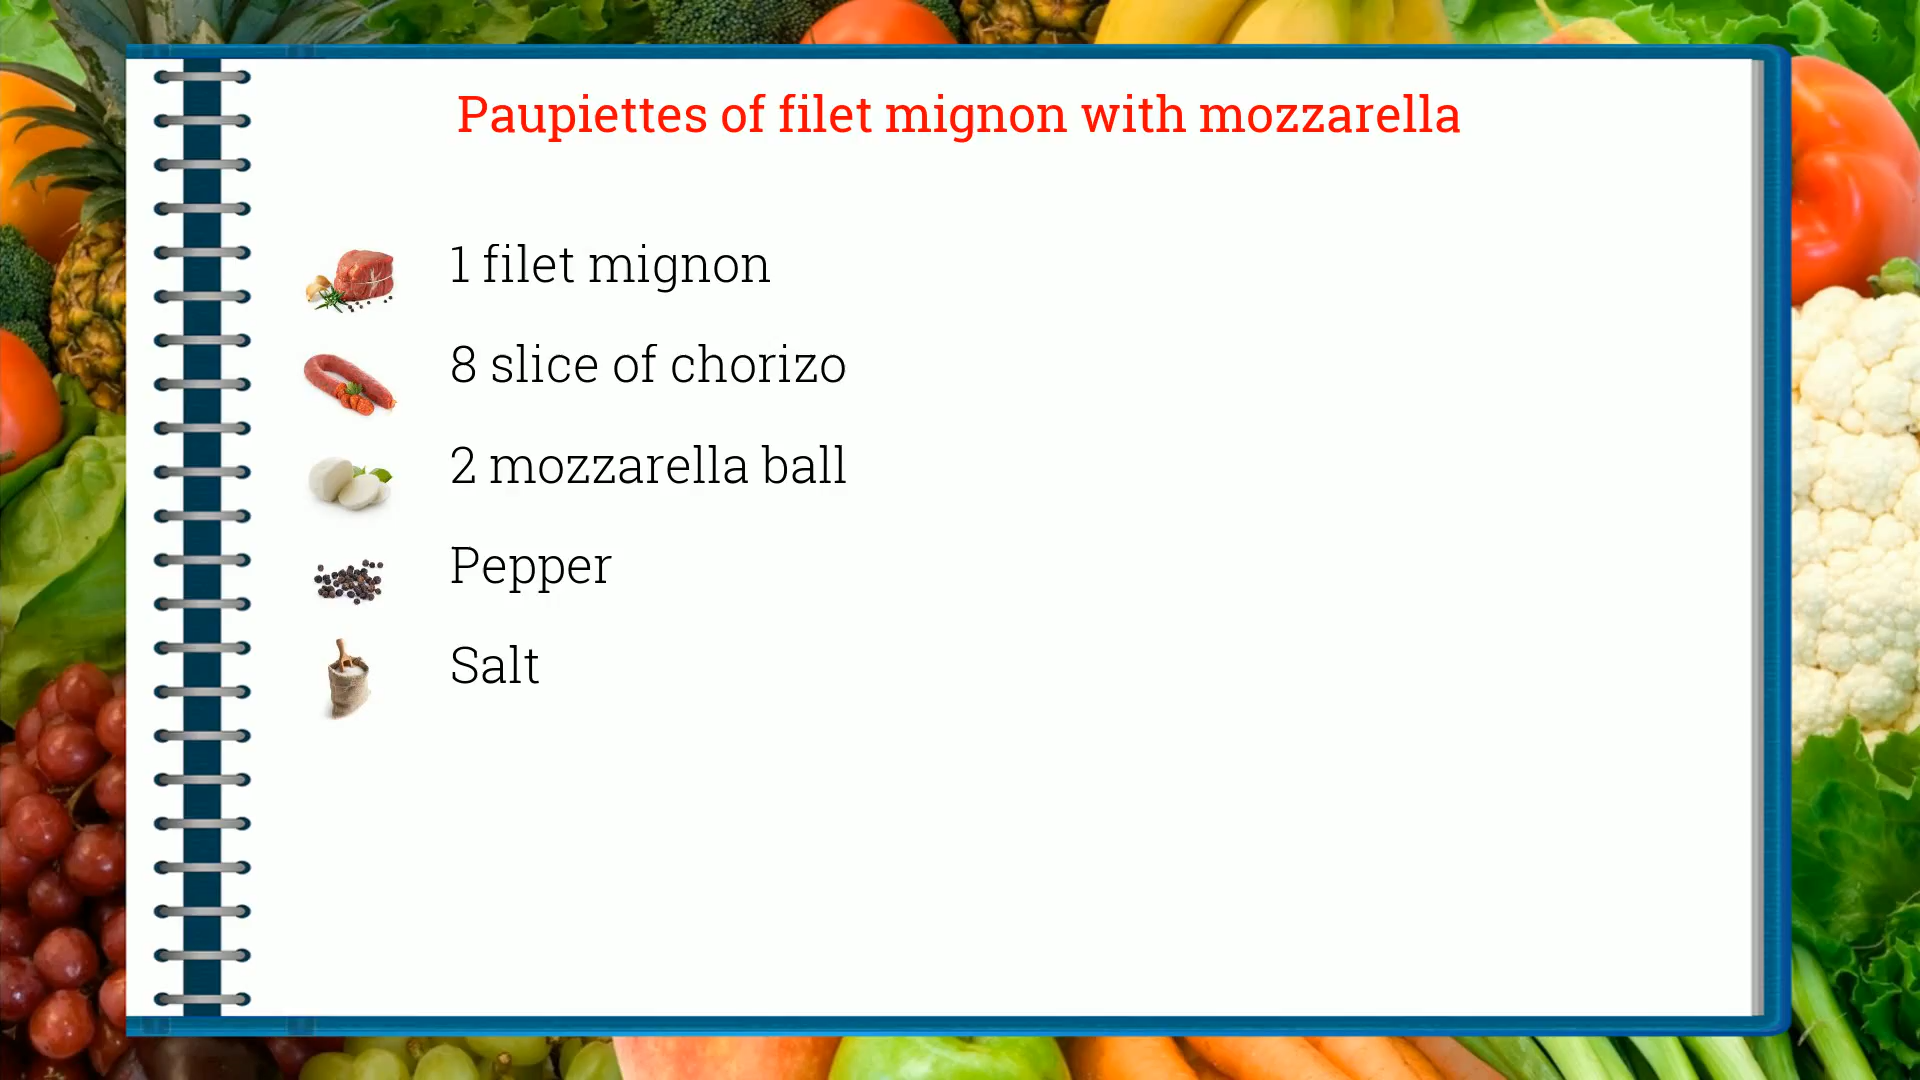 Paupiettes of filet mignon with mozzarella
1 filet mignon
8 slice of chorizo
2 mozzarella ball
Pepper
Salt